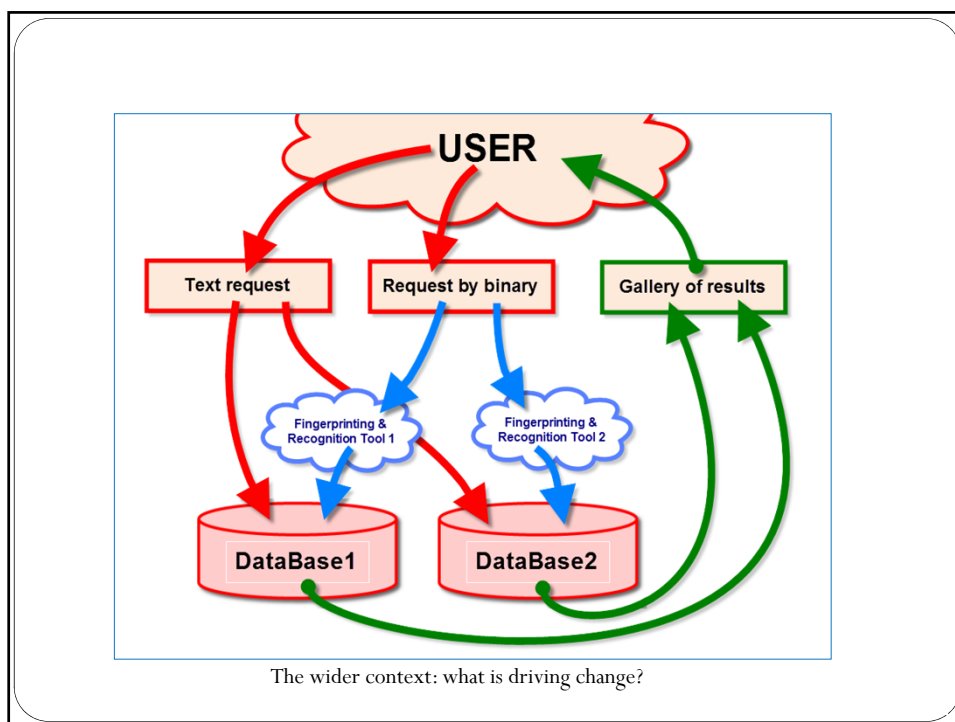 USER
Text request
Request by binary
Gallery of results
Fingerprinting &
Recognition Tool 1
Fingerprinting &
Recognition Tool 2
DataBase1
DataBase2
The wider context: what is driving change?